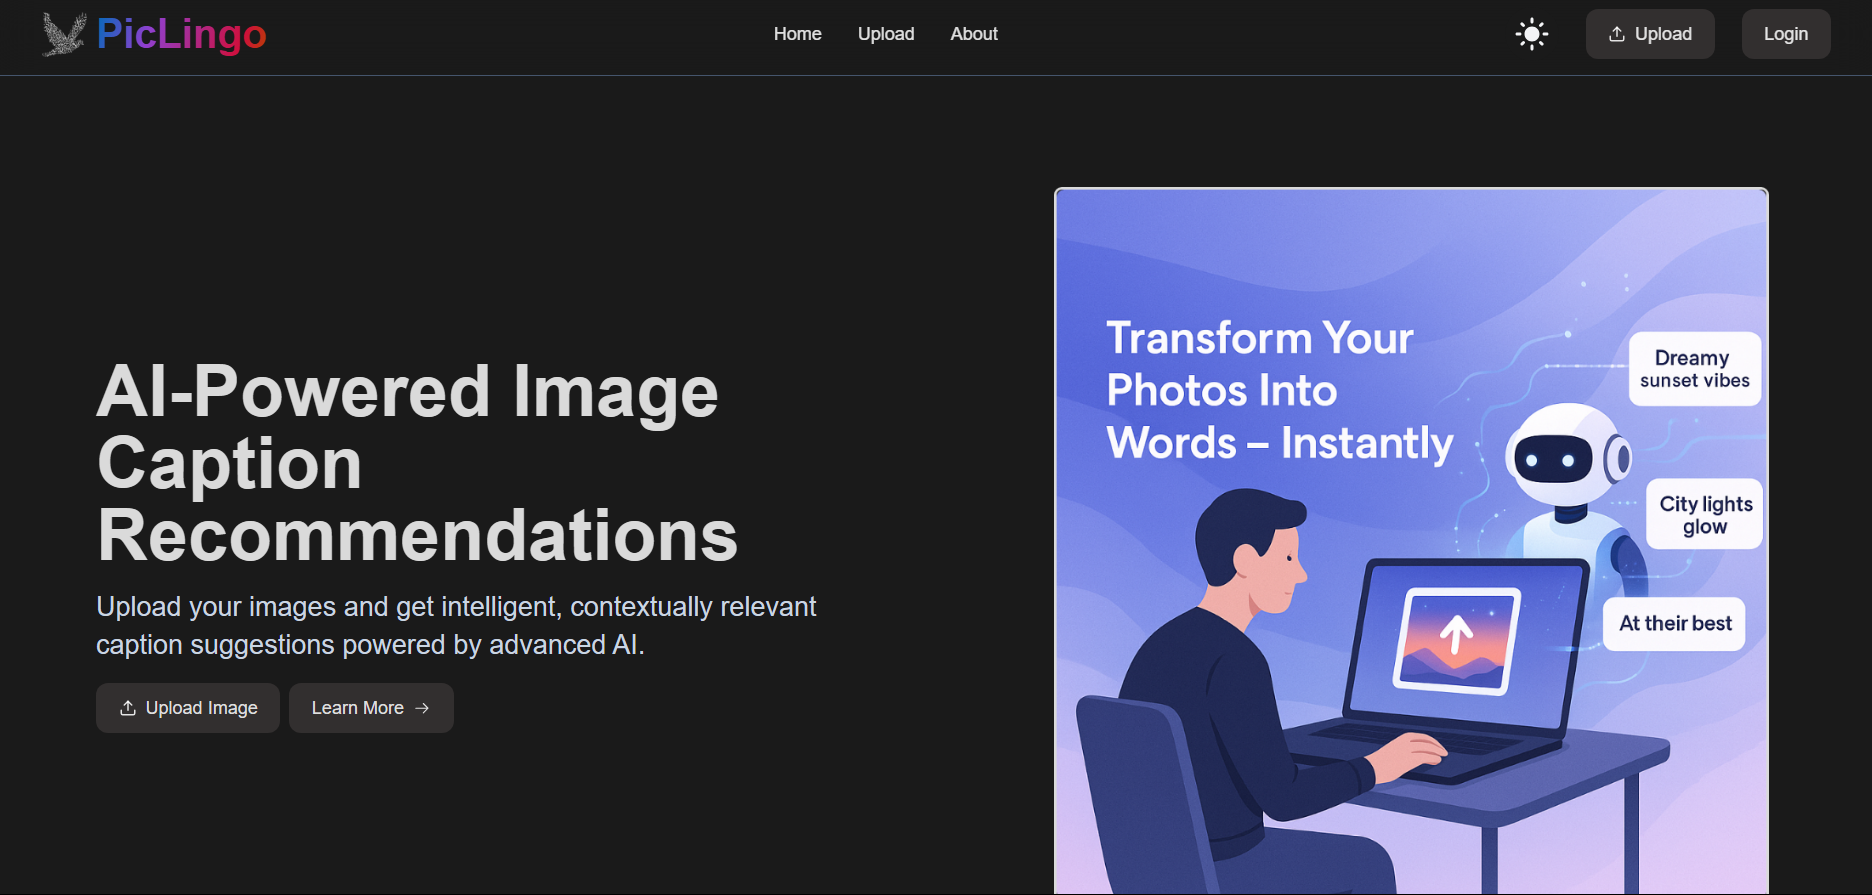 PicLingo
Home
Upload
About
Upload
Login
AI-Powered Image
Caption
Recommendations
Upload your images and get intelligent, contextually relevant
caption suggestions powered by advanced AI.
Upload Image
Learn More →
Transform Your
Photos Into
Words – Instantly
Dreamy
sunset vibes
City lights
glow
At their best